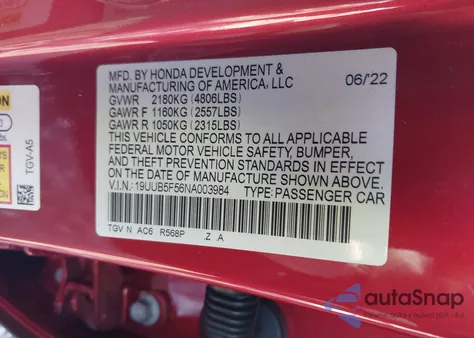 MFD. BY HONDA DEVELOPMENT &
MANUFACTURING OF AMERICA, LLC
06/22
GVWR 2180KG (4806LBS)
GAWR F 1160KG (2557LBS)
GAWR R 1050KG (2315LBS)
THIS VEHICLE CONFORMS TO ALL APPLICABLE
FEDERAL MOTOR VEHICLE SAFETY, BUMPER,
AND THEFT PREVENTION STANDARDS IN EFFECT
ON THE DATE OF MANUFACTURE SHOWN ABOVE.
V.I.N.: 19UUB5F56NA003984 TYPE: PASSENGER CAR
TGV N AC6 R568P .Z .A
TGV-A5
autoSnap